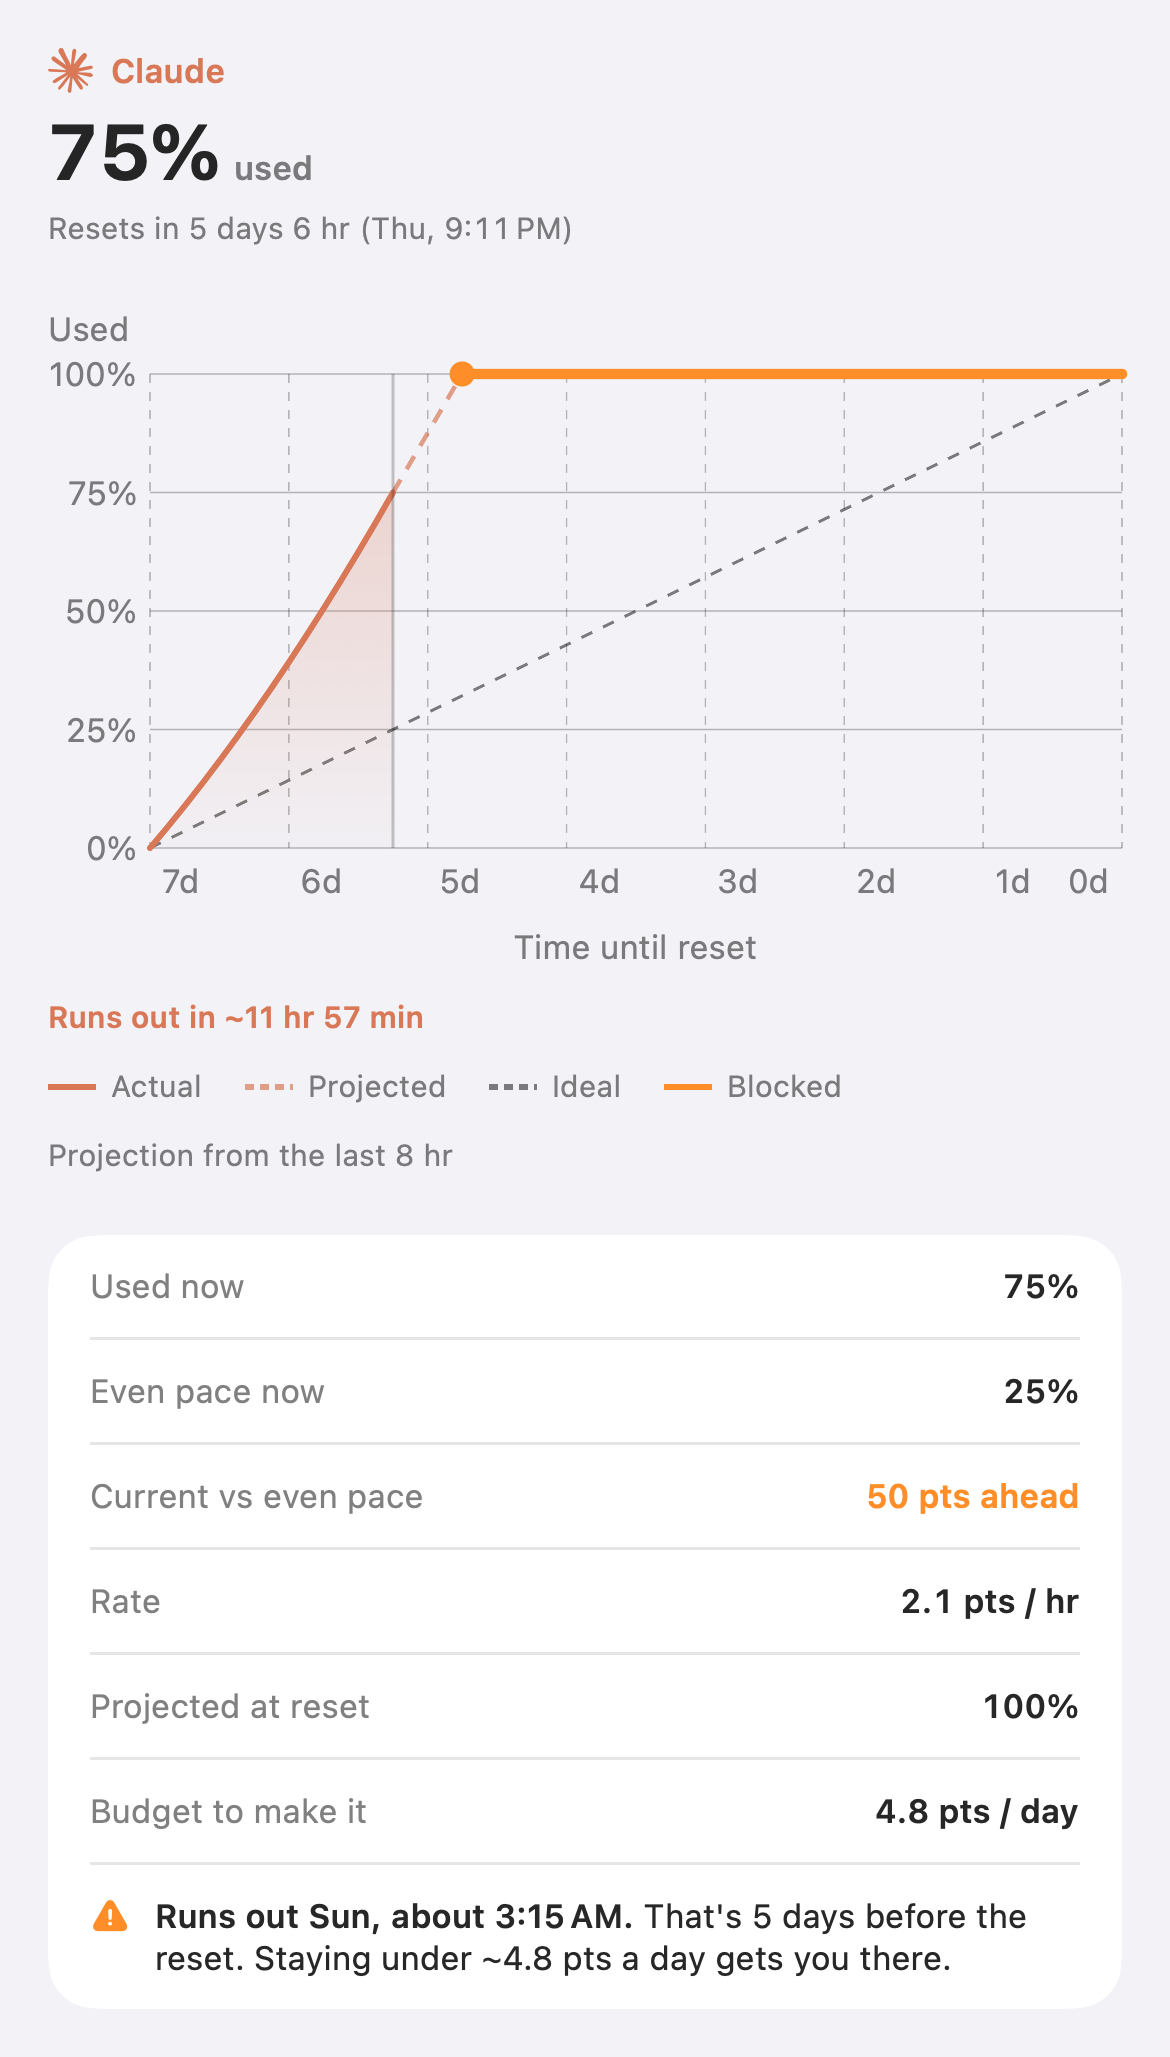 Claude
75% used
Resets in 5 days 6 hr (Thu, 9:11 PM)
Used
100%
75%
50%
25%
0%
7d 6d 5d 4d 3d 2d 1d 0d
Time until reset
Runs out in ~11 hr 57 min
Actual Projected Ideal Blocked
Projection from the last 8 hr
Used now 75%
Even pace now 25%
Current vs even pace 50 pts ahead
Rate 2.1 pts / hr
Projected at reset 100%
Budget to make it 4.8 pts / day
Runs out Sun, about 3:15 AM. That's 5 days before the
reset. Staying under ~4.8 pts a day gets you there.